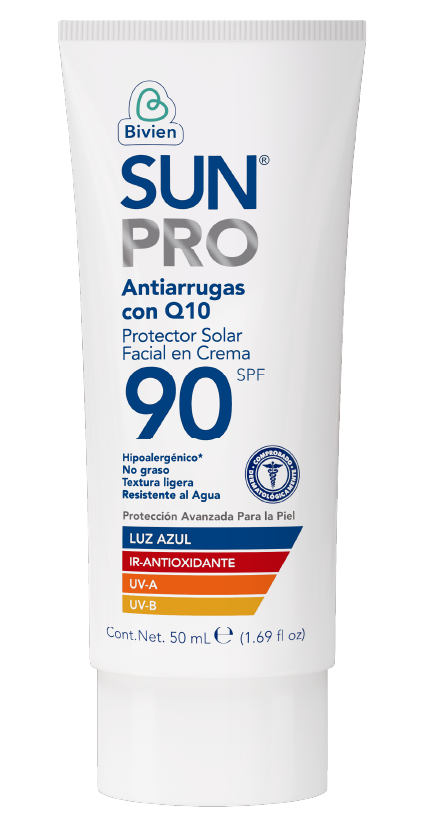 Bivien
SUN®
PRO
Antiarrugas
con Q10
Protector Solar
Facial en Crema
90 SPF
Hipoalergénico*
No graso
Textura ligera
Resistente al Agua
COMPROBADO DERMATOLÓGICAMENTE
Protección Avanzada Para la Piel
LUZ AZUL
IR-ANTIOXIDANTE
UV-A
UV-B
Cont.Net. 50 mL ℮ (1.69 fl oz)